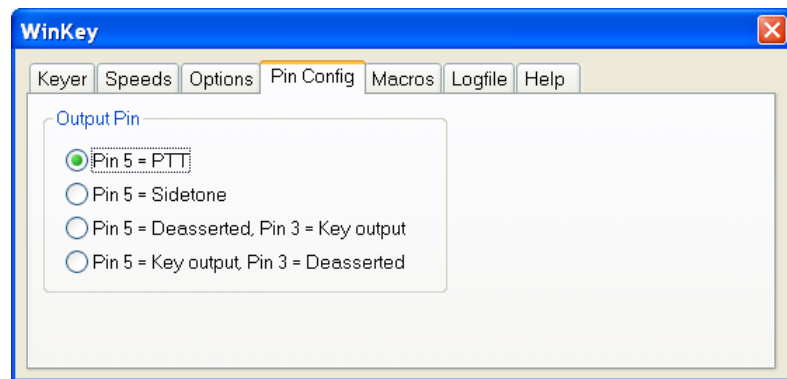 WinKey
Keyer Speeds Options Pin Config Macros Logfile Help
Output Pin
Pin 5 = PTT
Pin 5 = Sidetone
Pin 5 = Deasserted, Pin 3 = Key output
Pin 5 = Key output, Pin 3 = Deasserted